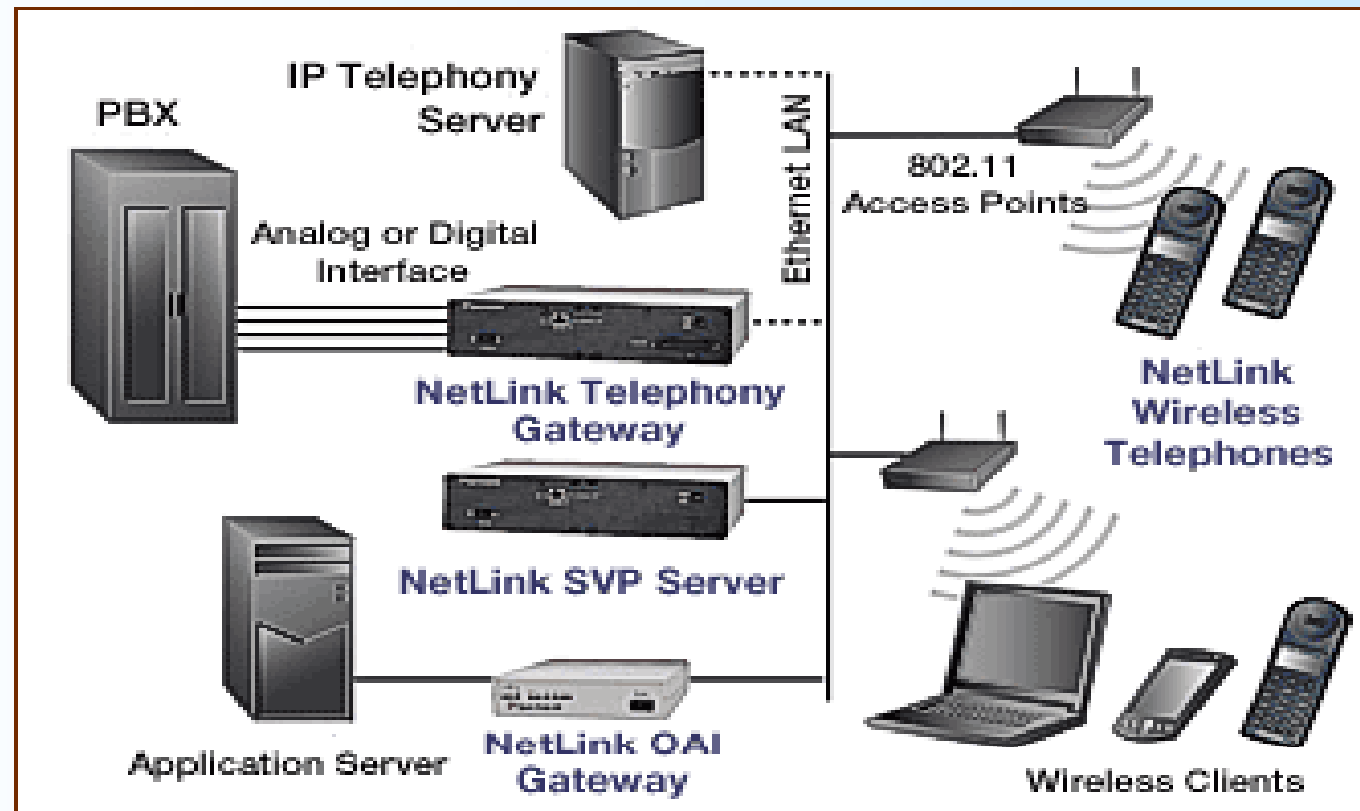 IP Telephony
Server
PBX
Ethernet LAN
802.11
Access Points
Analog or Digital
Interface
NetLink Telephony
Gateway
NetLink
Wireless
Telephones
NetLink SVP Server
Application Server
NetLink OAI
Gateway
Wireless Clients